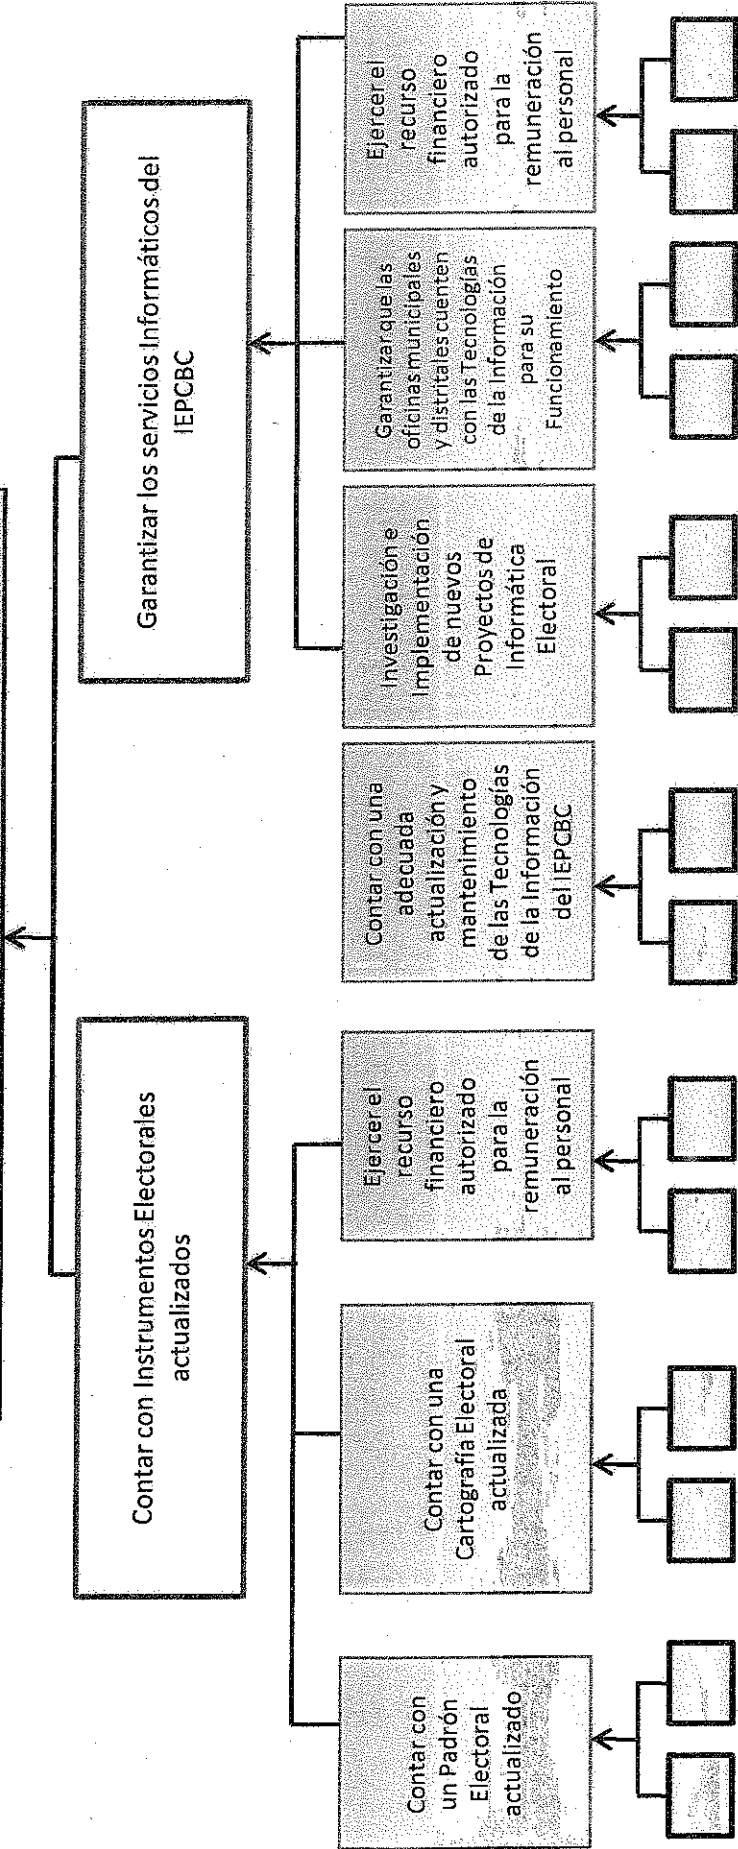 Contar con Instrumentos Electorales
actualizados
Garantizar los servicios Informáticos del
IEPCBC
Contar con
un Padrón
Electoral
actualizado
Contar con una
Cartografía Electoral
actualizada
Ejercer el
recurso
financiero
autorizado
para la
remuneración
al personal
Contar con una
adecuada
actualización y
mantenimiento
de las Tecnologías
de la Información
del IEPCBC
Investigación e
Implementación
de nuevos
Proyectos de
Informática
Electoral
Garantizar que las
oficinas municipales
y distritales cuenten
con las Tecnologías
de la Información
para su
Funcionamiento
Ejercer el
recurso
financiero
autorizado
para la
remuneración
al personal